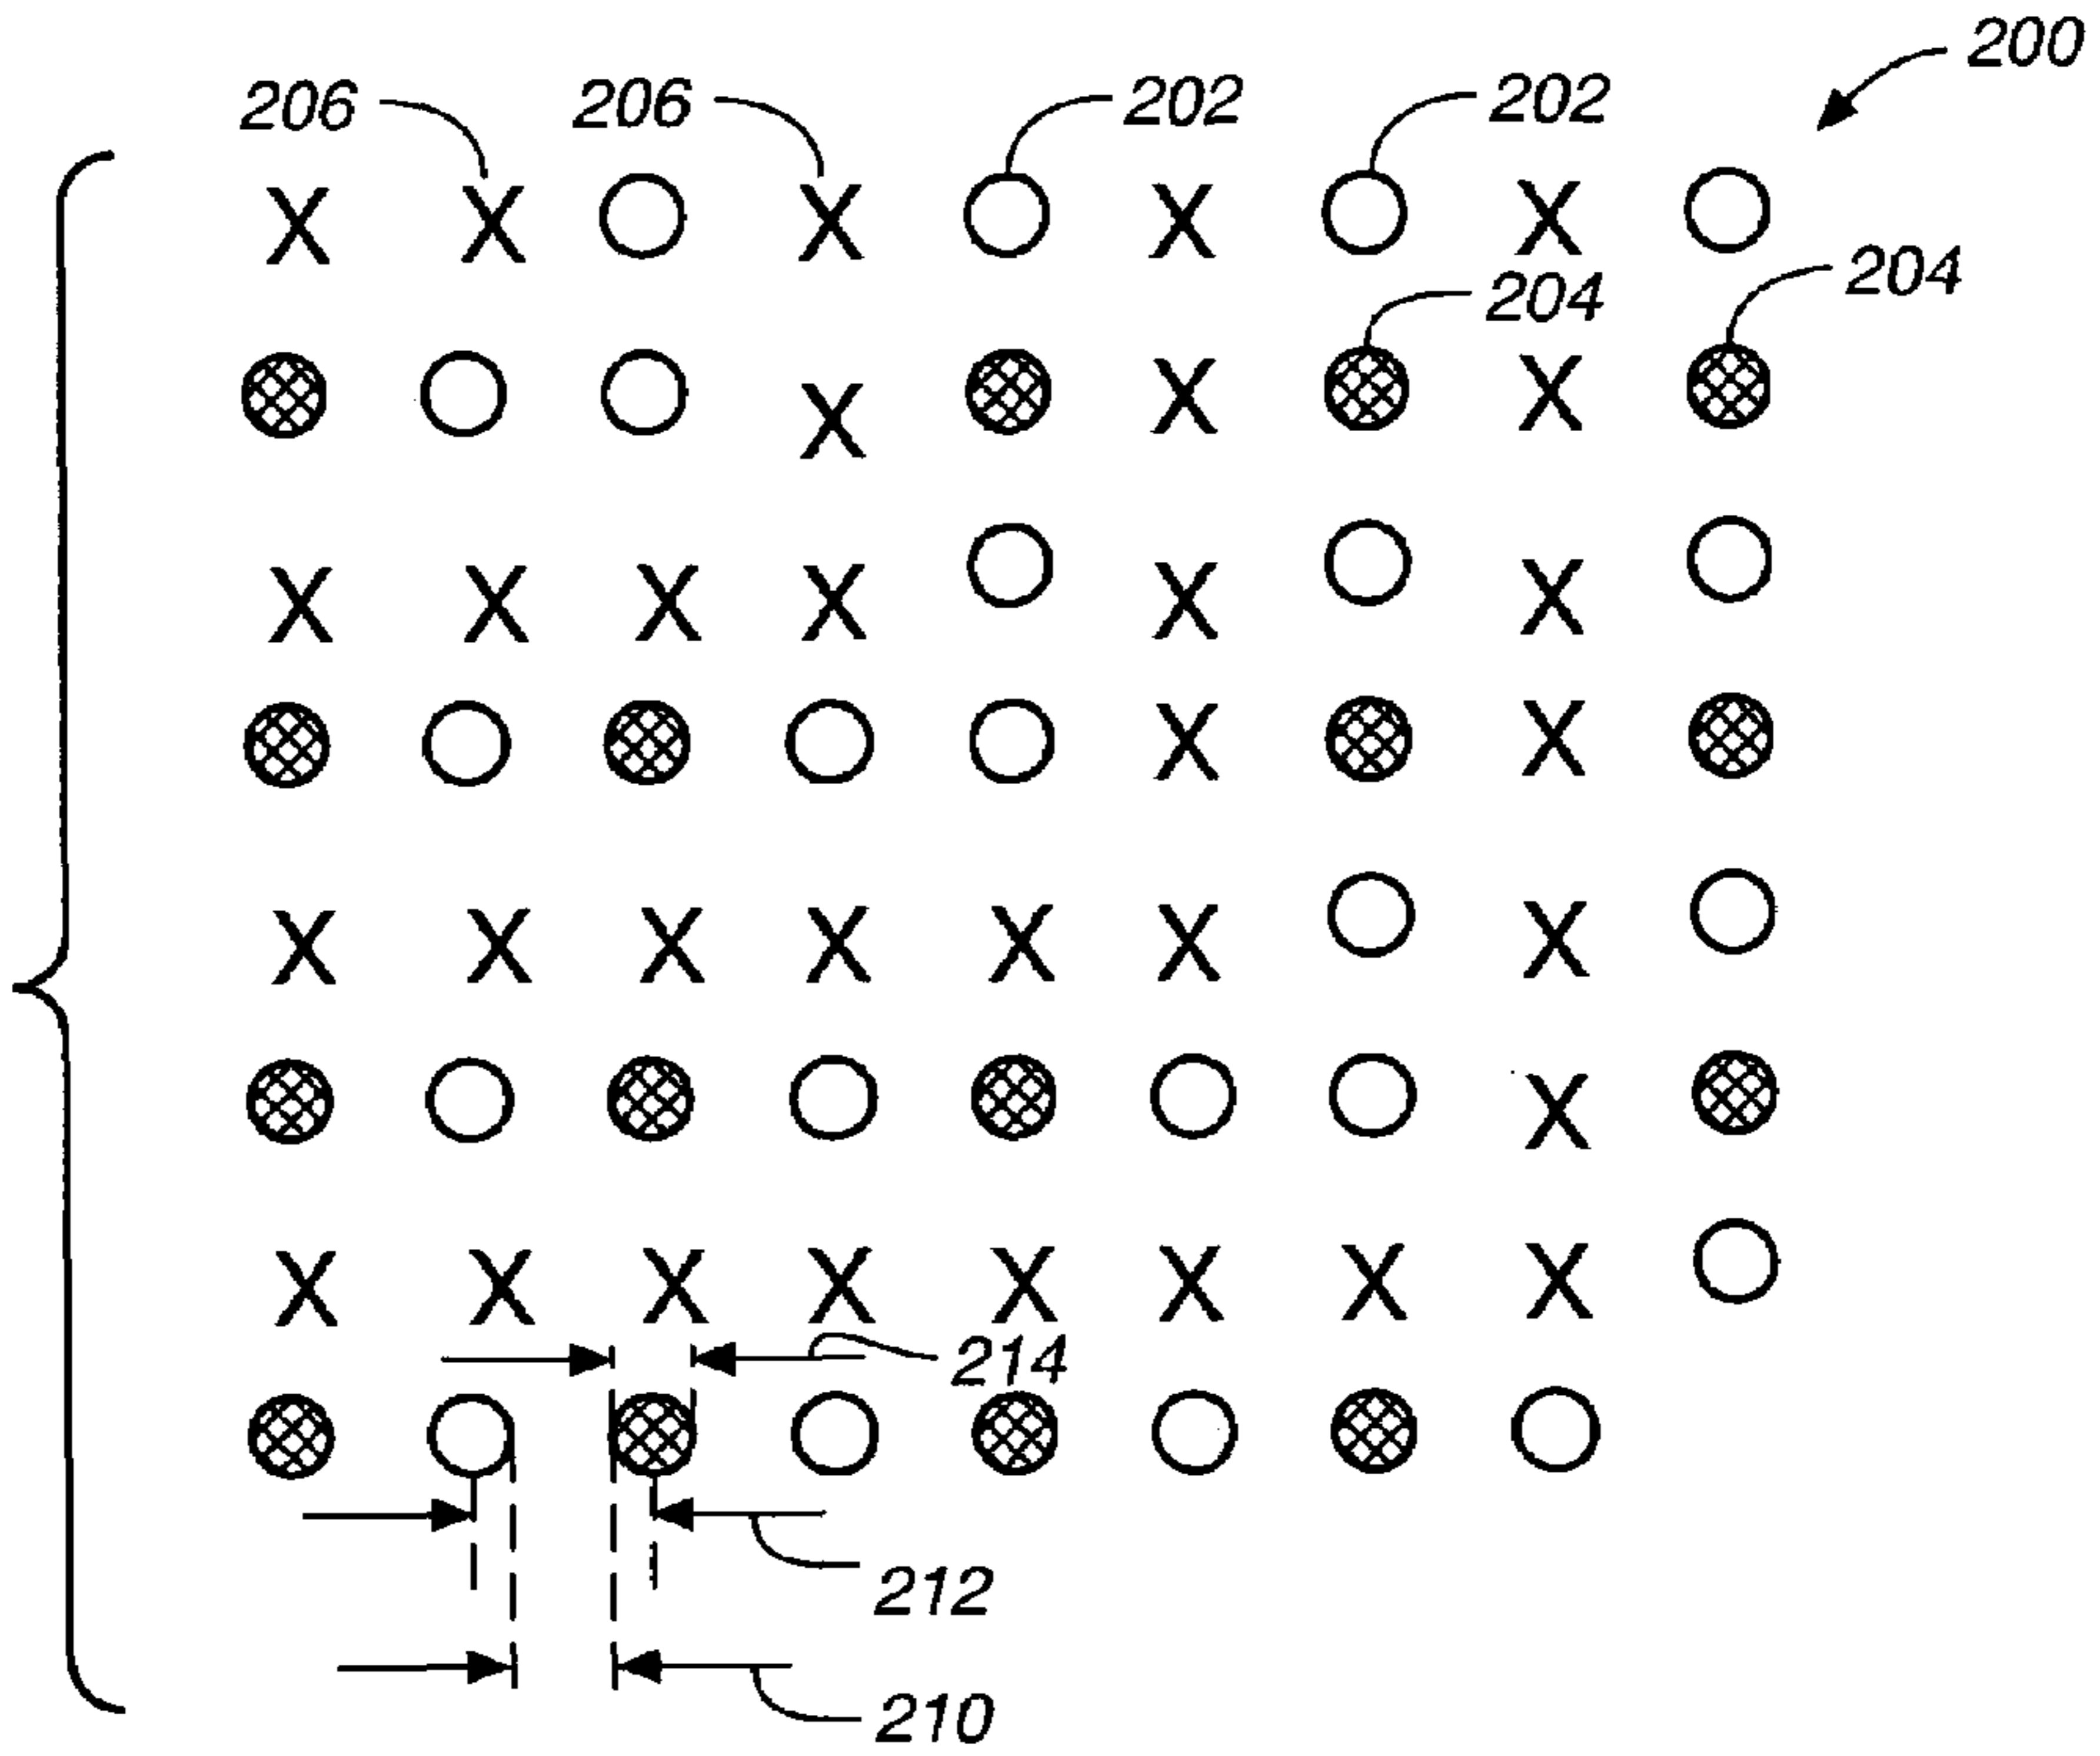 200
206 206 202 202
X X X X X
204 204
X X X
X X X X X X
X X
X X X X X X X
X
X X X X X X X X
214
212
210